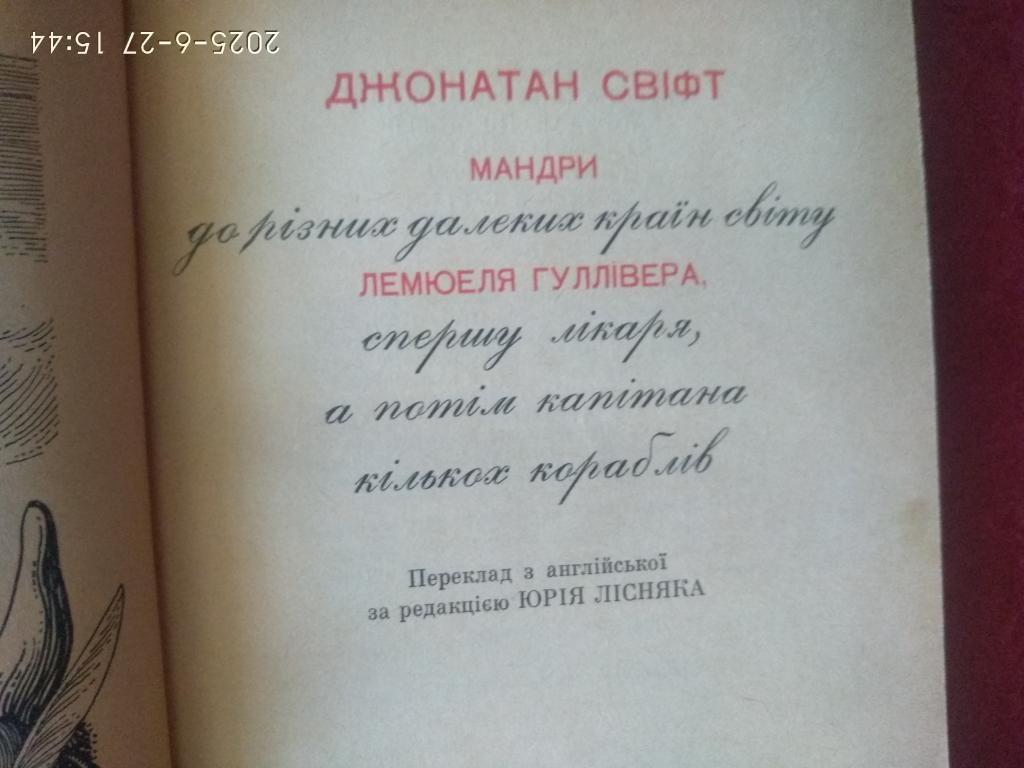 2025-6-27 15:44
ДЖОНАТАН СВІФТ
МАНДРИ
до різних далеких країн світу
ЛЕМЮЕЛЯ ГУЛЛІВЕРА,
спершу лікаря,
а потім капітана
кількох кораблів
Переклад з англійської
за редакцією ЮРІЯ ЛІСНЯКА